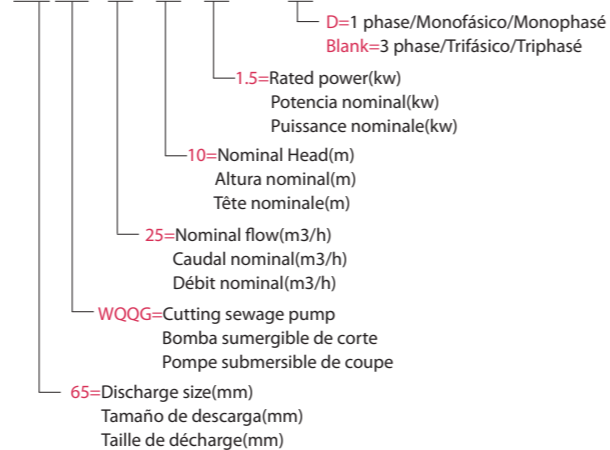 D=1 phase/Monofásico/Monophasé
Blank=3 phase/Trifásico/Triphasé
1.5=Rated power(kw)
Potencia nominal(kw)
Puissance nominale(kw)
10=Nominal Head(m)
Altura nominal(m)
Tête nominale(m)
25=Nominal flow(m3/h)
Caudal nominal(m3/h)
Débit nominal(m3/h)
WQQG=Cutting sewage pump
Bomba sumergible de corte
Pompe submersible de coupe
65=Discharge size(mm)
Tamaño de descarga(mm)
Taille de décharge(mm)